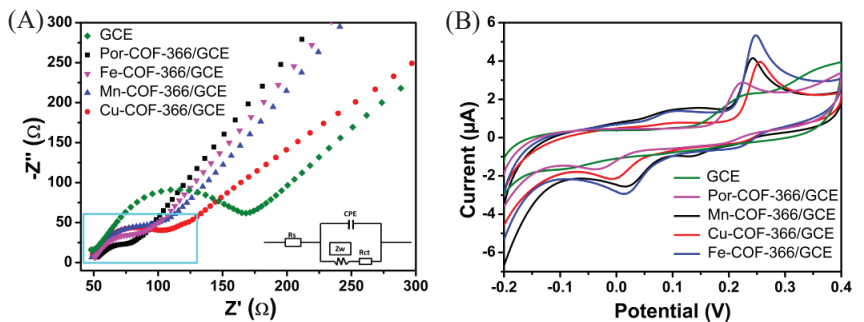 (A)
-Z" (Ω)
300
250
200
150
100
50
0
GCE
Por-COF-366/GCE
Fe-COF-366/GCE
Mn-COF-366/GCE
Cu-COF-366/GCE
Rs
CPE
Zw
Rct
50 100 150 200 250 300
Z' (Ω)
(B)
Current (μA)
6
4
2
0
-2
-4
-6
GCE
Por-COF-366/GCE
Mn-COF-366/GCE
Cu-COF-366/GCE
Fe-COF-366/GCE
-0.2 0.1 0.0 0.1 0.2 0.3 0.4
Potential (V)